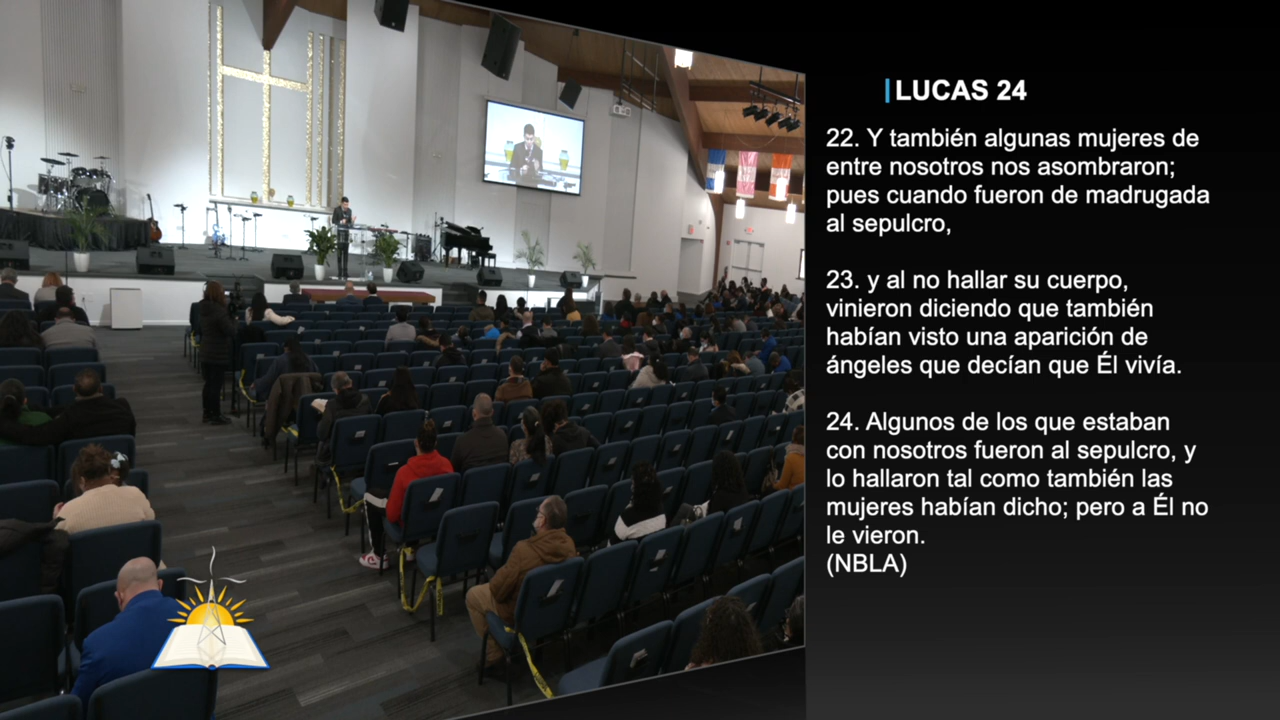 LUCAS 24
22. Y también algunas mujeres de
entre nosotros nos asombraron;
pues cuando fueron de madrugada
al sepulcro,
23. y al no hallar su cuerpo,
vinieron diciendo que también
habían visto una aparición de
ángeles que decían que Él vivía.
24. Algunos de los que estaban
con nosotros fueron al sepulcro, y
lo hallaron tal como también las
mujeres habían dicho; pero a Él no
le vieron.
(NBLA)